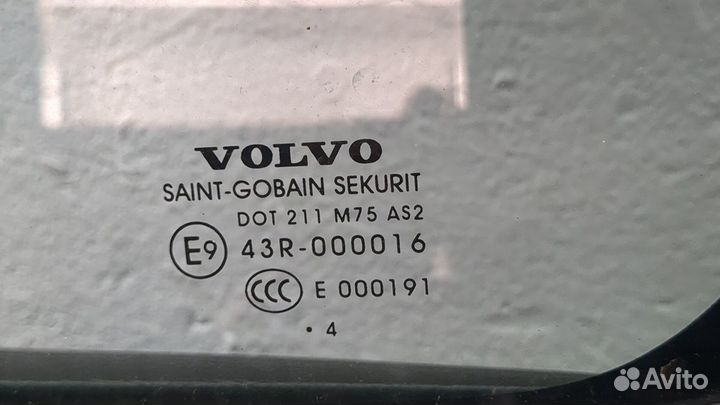 VOLVO
SAINT-GOBAIN SEKURIT
DOT 211 M75 AS2
E9 43R-000016
CCC E 000191
· 4
Avito